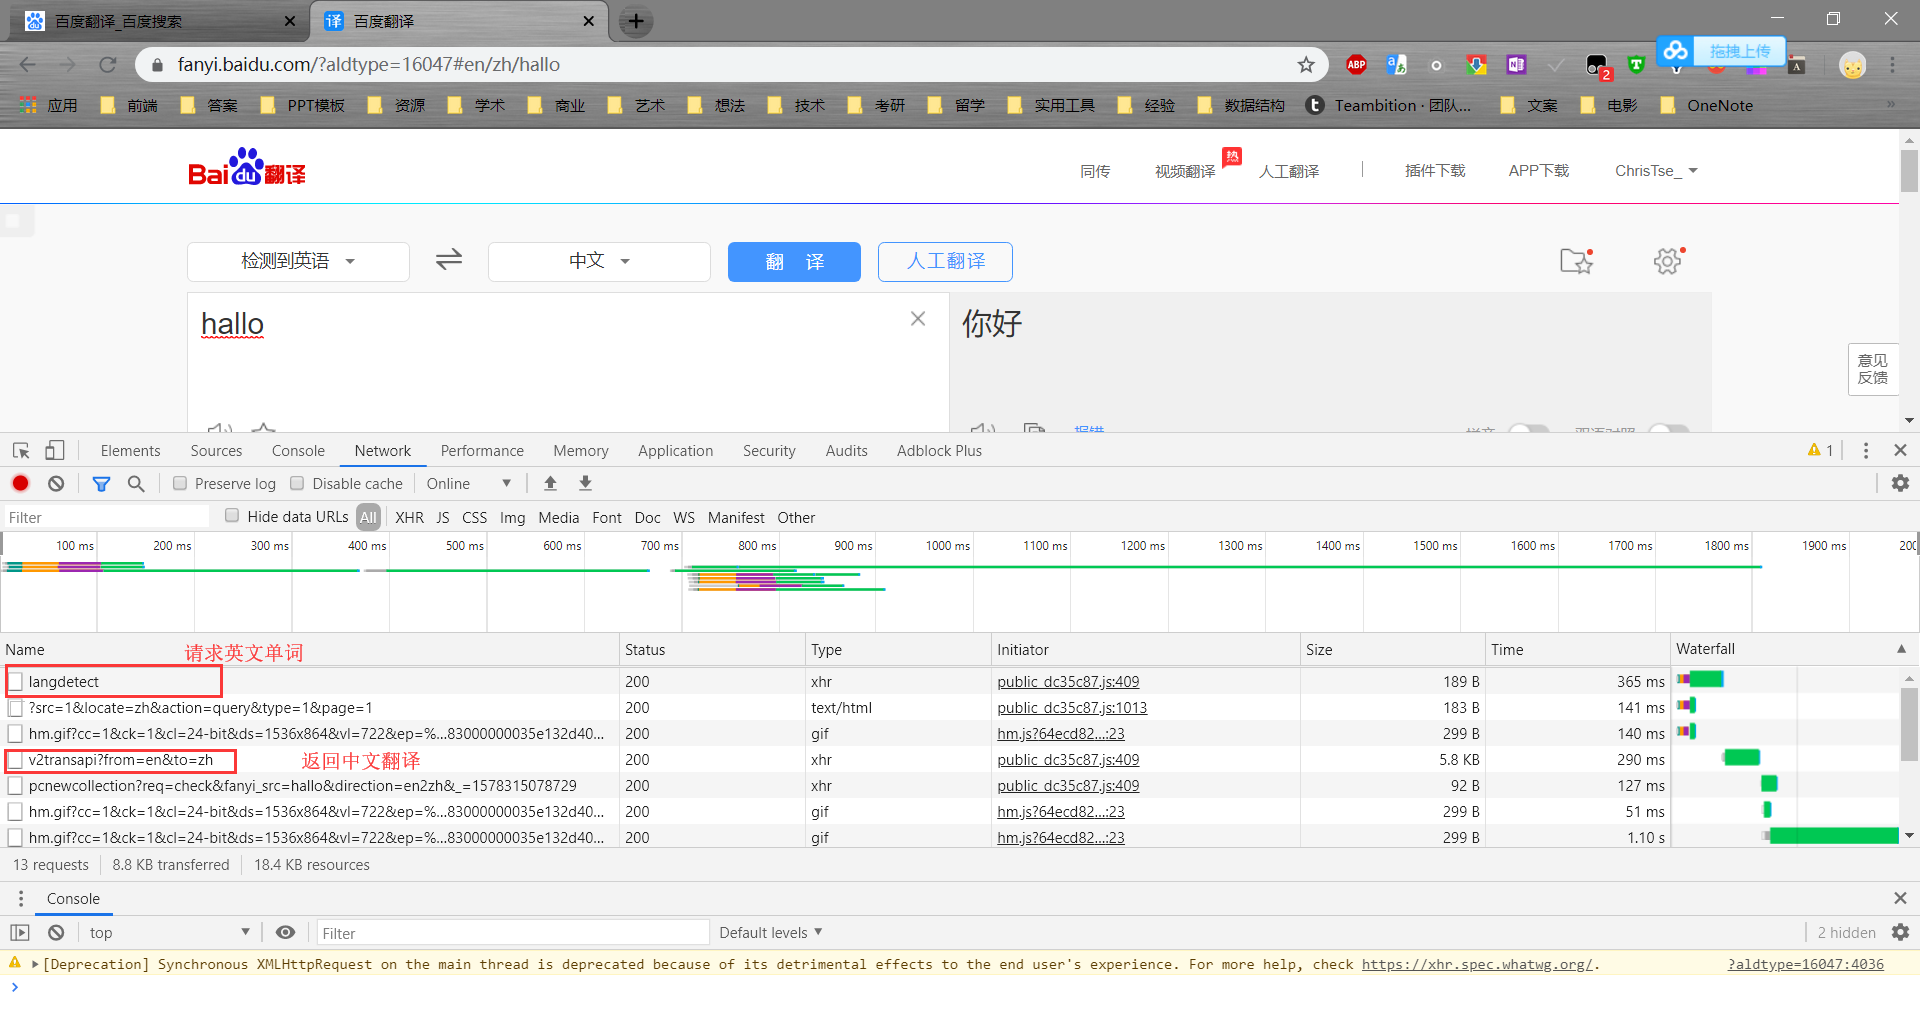 百度翻译_百度搜索
译 百度翻译
fanyi.baidu.com/?aldtype=16047#en/zh/hallo
ABP
2
拖拽上传
应用 前端 答案 PPT模板 资源 学术 商业 艺术 想法 技术 考研 留学 实用工具 经验 数据结构 Teambition · 团队... 文案 电影 OneNote »
Bai du 翻译
同传 视频翻译 热 人工翻译 插件下载 APP下载 ChrisTse_
检测到英语 中文 翻 译 人工翻译
hallo
你好
意见
反馈
报错
拼音 双语对照
Elements Sources Console Network Performance Memory Application Security Audits Adblock Plus 1
Preserve log Disable cache Online
Filter Hide data URLs All XHR JS CSS Img Media Font Doc WS Manifest Other
100 ms 200 ms 300 ms 400 ms 500 ms 600 ms 700 ms 800 ms 900 ms 1000 ms 1100 ms 1200 ms 1300 ms 1400 ms 1500 ms 1600 ms 1700 ms 1800 ms 1900 ms 200
Name 请求英文单词 Status Type Initiator Size Time Waterfall
langdetect 200 xhr public_dc35c87.js:409 189 B 365 ms
?src=1&locate=zh&action=query&type=1&page=1 200 text/html public_dc35c87.js:1013 183 B 141 ms
hm.gif?cc=1&ck=1&cl=24-bit&ds=1536x864&vl=722&ep=%...83000000035e132d40... 200 gif hm.js?64ecd82...:23 299 B 140 ms
v2transapi?from=en&to=zh 返回中文翻译 200 xhr public_dc35c87.js:409 5.8 KB 290 ms
pcnewcollection?req=check&fanyi_src=hallo&direction=en2zh&_=1578315078729 200 xhr public_dc35c87.js:409 92 B 127 ms
hm.gif?cc=1&ck=1&cl=24-bit&ds=1536x864&vl=722&ep=%...83000000035e132d40... 200 gif hm.js?64ecd82...:23 299 B 51 ms
hm.gif?cc=1&ck=1&cl=24-bit&ds=1536x864&vl=722&ep=%...83000000035e132d40... 200 gif hm.js?64ecd82...:23 299 B 1.10 s
13 requests 8.8 KB transferred 18.4 KB resources
Console
top Filter Default levels 2 hidden
[Deprecation] Synchronous XMLHttpRequest on the main thread is deprecated because of its detrimental effects to the end user's experience. For more help, check https://xhr.spec.whatwg.org/. ?aldtype=16047:4036